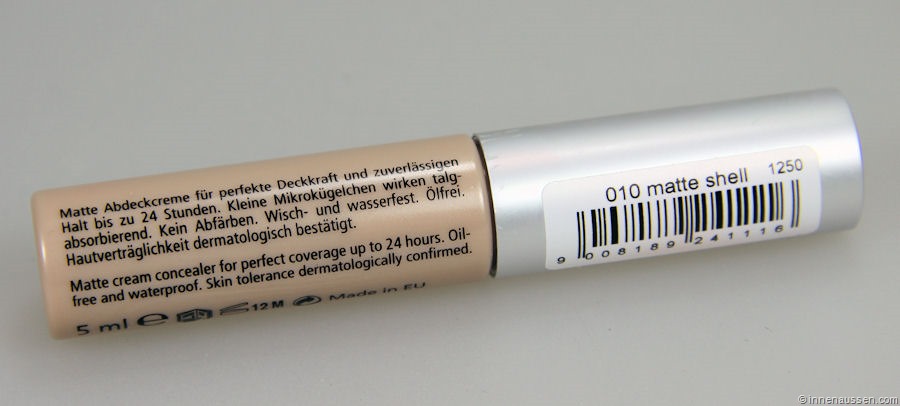 Matte Abdeckcreme für perfekte Deckkraft und zuverlässigen
Halt bis zu 24 Stunden. Kleine Mikrokügelchen wirken talg-
absorbierend. Kein Abfärben. Wisch- und wasserfest. Ölfrei.
Hautverträglichkeit dermatologisch bestätigt.
Matte cream concealer for perfect coverage up to 24 hours. Oil-
free and waterproof. Skin tolerance dermatologically confirmed.
5 ml e 12 M Made in EU
010 matte shell 1250
9 008189 241116
© innenaussen.com